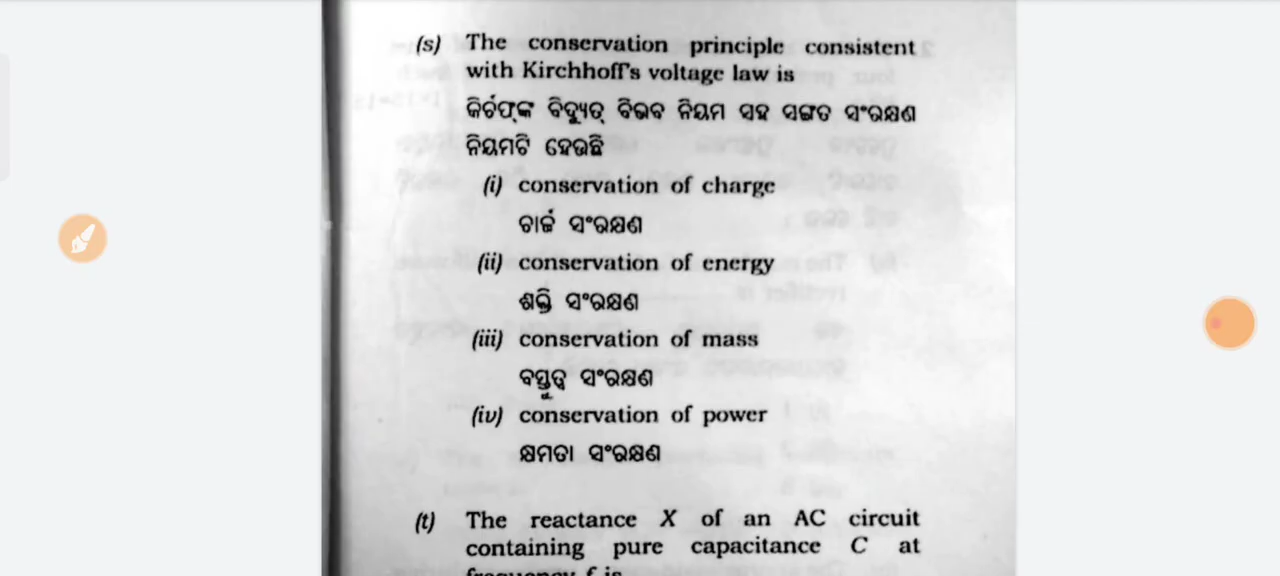 (s) The conservation principle consistent
with Kirchhoff's voltage law is
କିର୍ଚଫ୍‌ଙ୍କ ବିଦ୍ୟୁତ୍ ବିଭବ ନିୟମ ସହ ସଙ୍ଗତ ସଂରକ୍ଷଣ
ନିୟମଟି ହେଉଛି
(i) conservation of charge
ଚାର୍ଜ୍ଜ ସଂରକ୍ଷଣ
(ii) conservation of energy
ଶକ୍ତି ସଂରକ୍ଷଣ
(iii) conservation of mass
ବସ୍ତୁତ୍ୱ ସଂରକ୍ଷଣ
(iv) conservation of power
କ୍ଷମତା ସଂରକ୍ଷଣ
(t) The reactance X of an AC circuit
containing pure capacitance C at
frequency f is